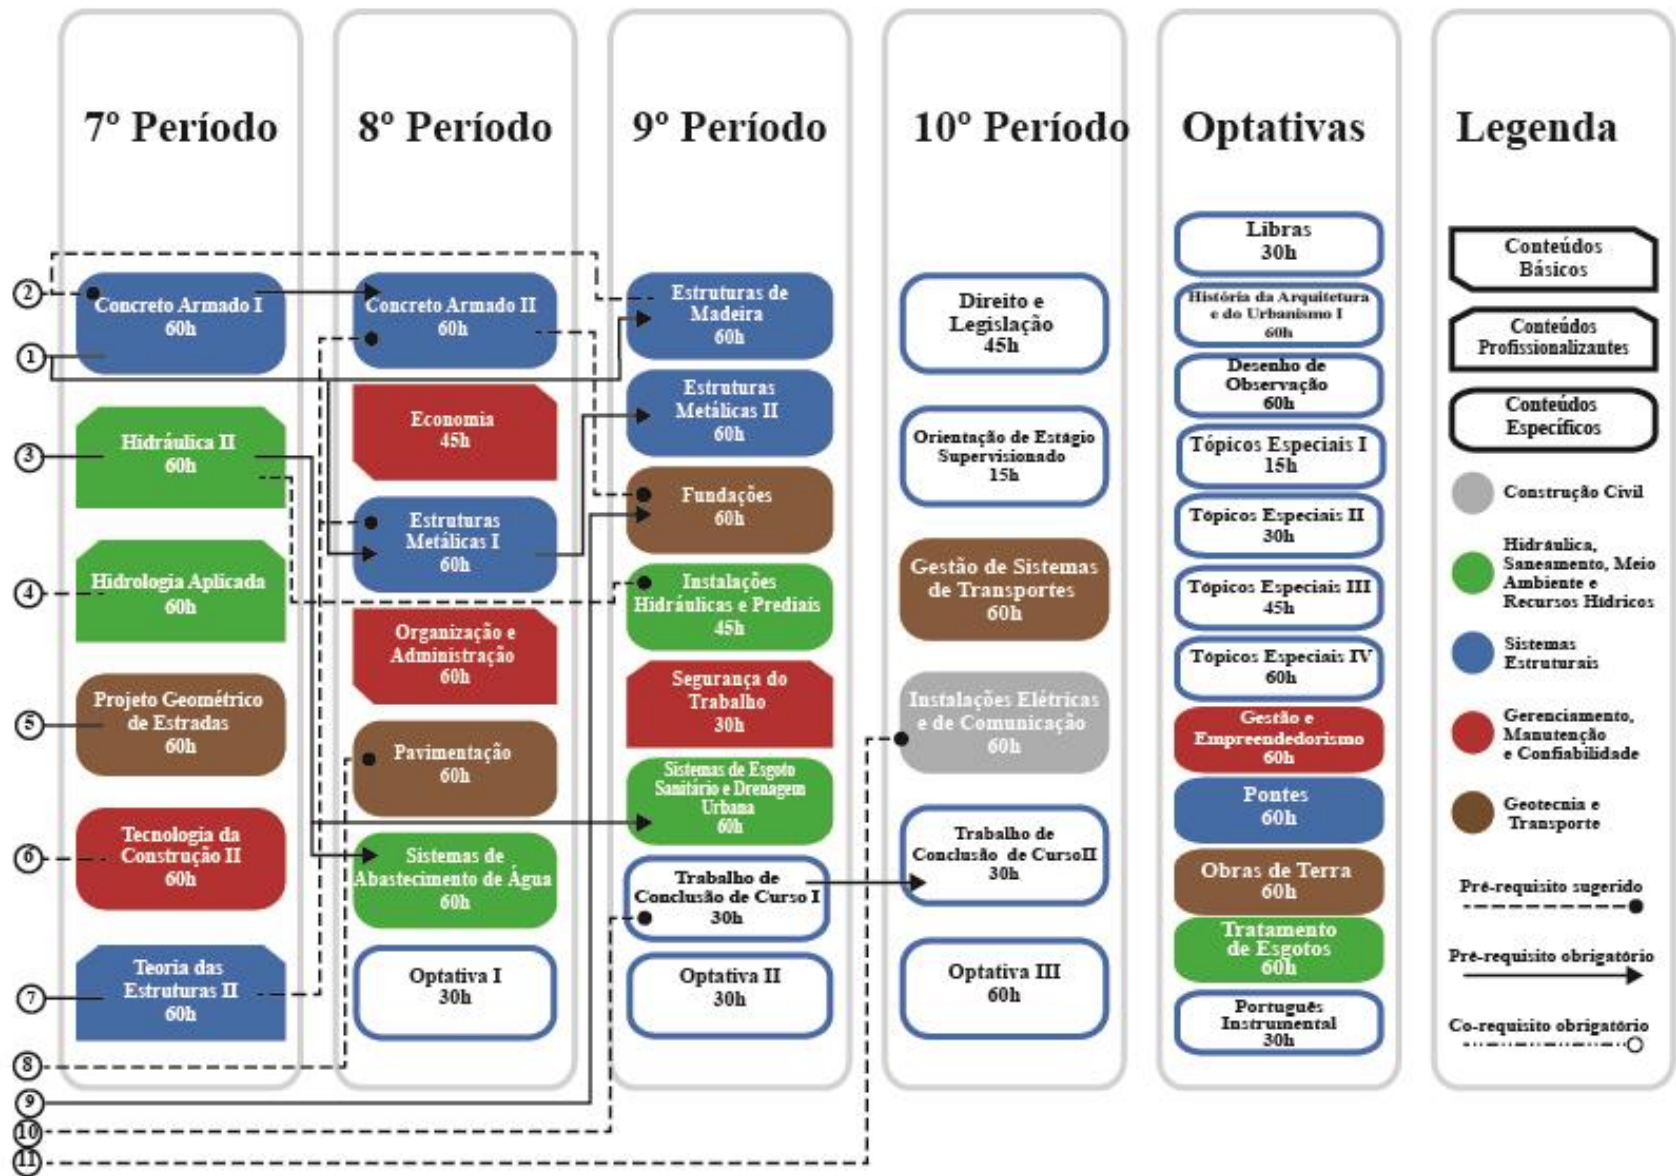 7º Período
8º Período
9º Período
10º Período
Optativas
Legenda
2
1
3
4
5
6
7
8
9
10
11
Concreto Armado I
60h
Hidráulica II
60h
Hidrologia Aplicada
60h
Projeto Geométrico
de Estradas
60h
Tecnologia da
Construção II
60h
Teoria das
Estruturas II
60h
Concreto Armado II
60h
Economia
45h
Estruturas
Metálicas I
60h
Organização e
Administração
60h
Pavimentação
60h
Sistemas de
Abastecimento de Água
60h
Optativa I
30h
Estruturas de
Madeira
60h
Estruturas
Metálicas II
60h
Fundações
60h
Instalações
Hidráulicas e Prediais
45h
Segurança do
Trabalho
30h
Sistemas de Esgoto
Sanitário e Drenagem
Urbana
60h
Trabalho de
Conclusão de Curso I
30h
Optativa II
30h
Direito e
Legislação
45h
Orientação de Estágio
Supervisionado
15h
Gestão de Sistemas
de Transportes
60h
Instalações Elétricas
e de Comunicação
60h
Trabalho de
Conclusão de CursoII
30h
Optativa III
60h
Libras
30h
História da Arquitetura
e do Urbanismo I
60h
Desenho de
Observação
60h
Tópicos Especiais I
15h
Tópicos Especiais II
30h
Tópicos Especiais III
45h
Tópicos Especiais IV
60h
Gestão e
Empreendedorismo
60h
Pontes
60h
Obras de Terra
60h
Tratamento
de Esgotos
60h
Português
Instrumental
30h
Conteúdos
Básicos
Conteúdos
Profissionalizantes
Conteúdos
Específicos
Construção Civil
Hidráulica,
Saneamento, Meio
Ambiente e
Recursos Hídricos
Sistemas
Estruturais
Gerenciamento,
Manutenção
e Confiabilidade
Geotecnia e
Transporte
Pré-requisito sugerido
Pré-requisito obrigatório
Co-requisito obrigatório